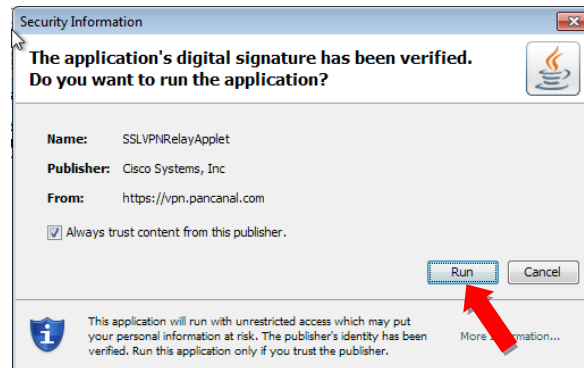 Security Information
The application's digital signature has been verified.
Do you want to run the application?
Name: SSLVPNRelayApplet
Publisher: Cisco Systems, Inc
From: https://vpn.pancanal.com
Always trust content from this publisher.
Run Cancel
This application will run with unrestricted access which may put
your personal information at risk. The publisher's identity has been
verified. Run this application only if you trust the publisher.
More Information...